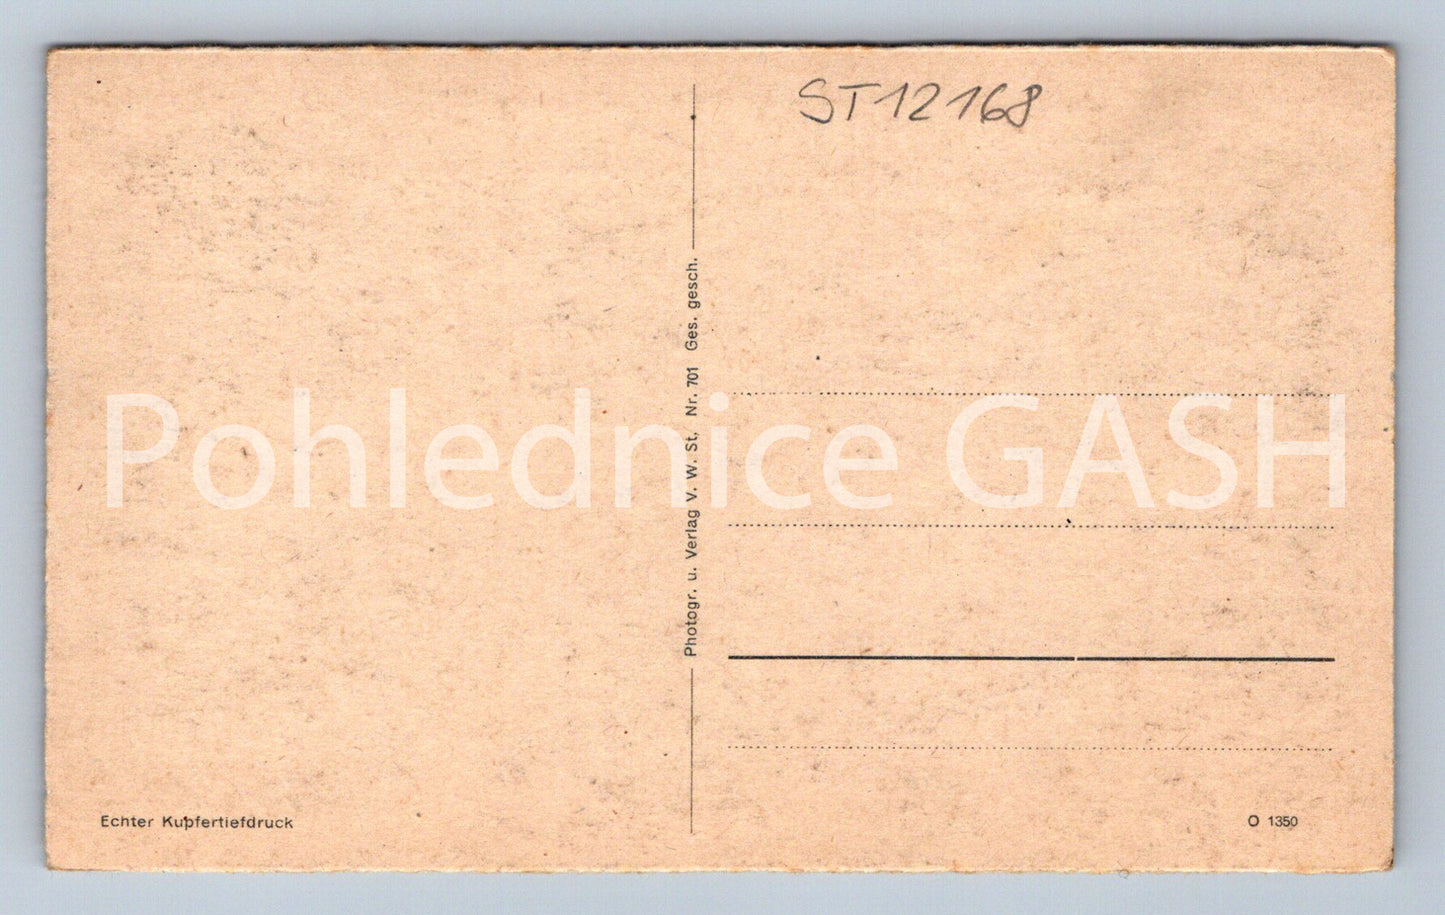 ST12168
Photogr. u. Verlag V. W. St. Nr. 701 Ges. gesch.
Pohlednice GASH
Echter Kupfertiefdruck
O 1350